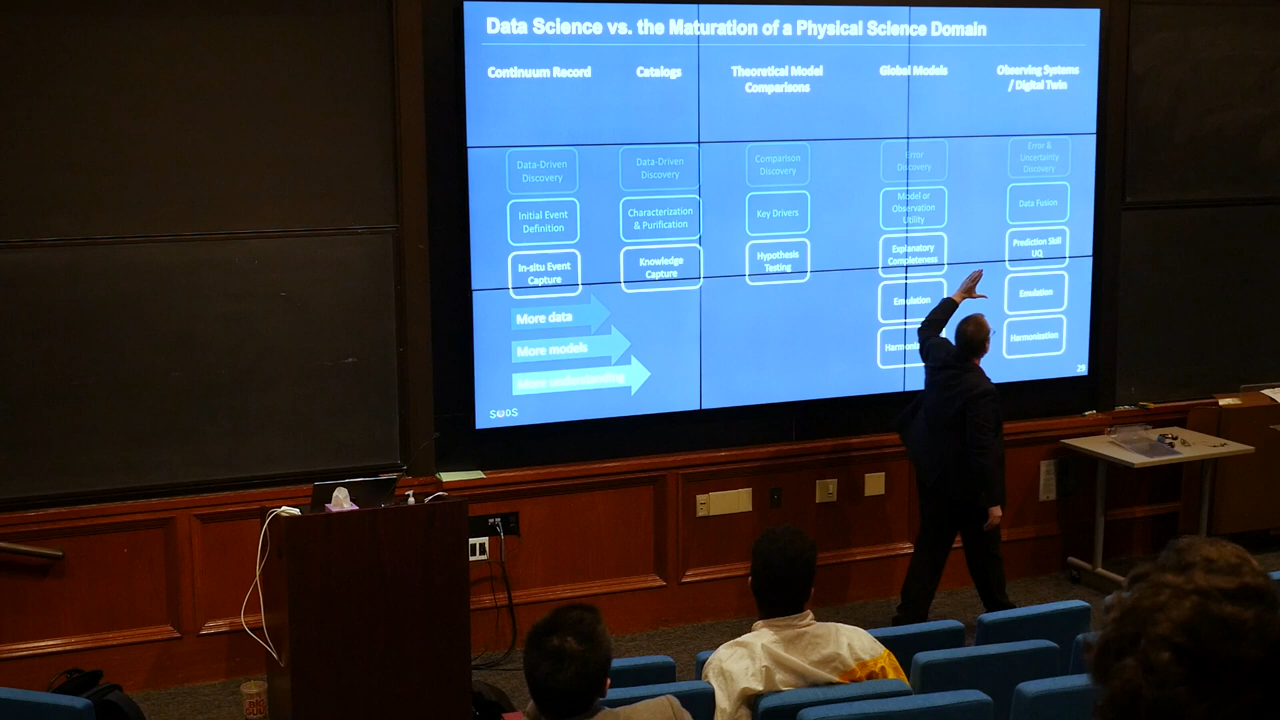 Data Science vs. the Maturation of a Physical Science Domain
Continuum Record
Catalogs
Theoretical Model
Comparisons
Global Models
Observing Systems
/ Digital Twin
Data-Driven
Discovery
Initial Event
Definition
In-situ Event
Capture
Data-Driven
Discovery
Characterization
& Purification
Knowledge
Capture
Comparison
Discovery
Key Drivers
Hypothesis
Testing
Error
Discovery
Model or
Observation
Utility
Explanatory
Completeness
Emulation
Error &
Uncertainty
Discovery
Data Fusion
Prediction Skill
UQ
Emulation
Harmonization
More data
More models
More understanding
29